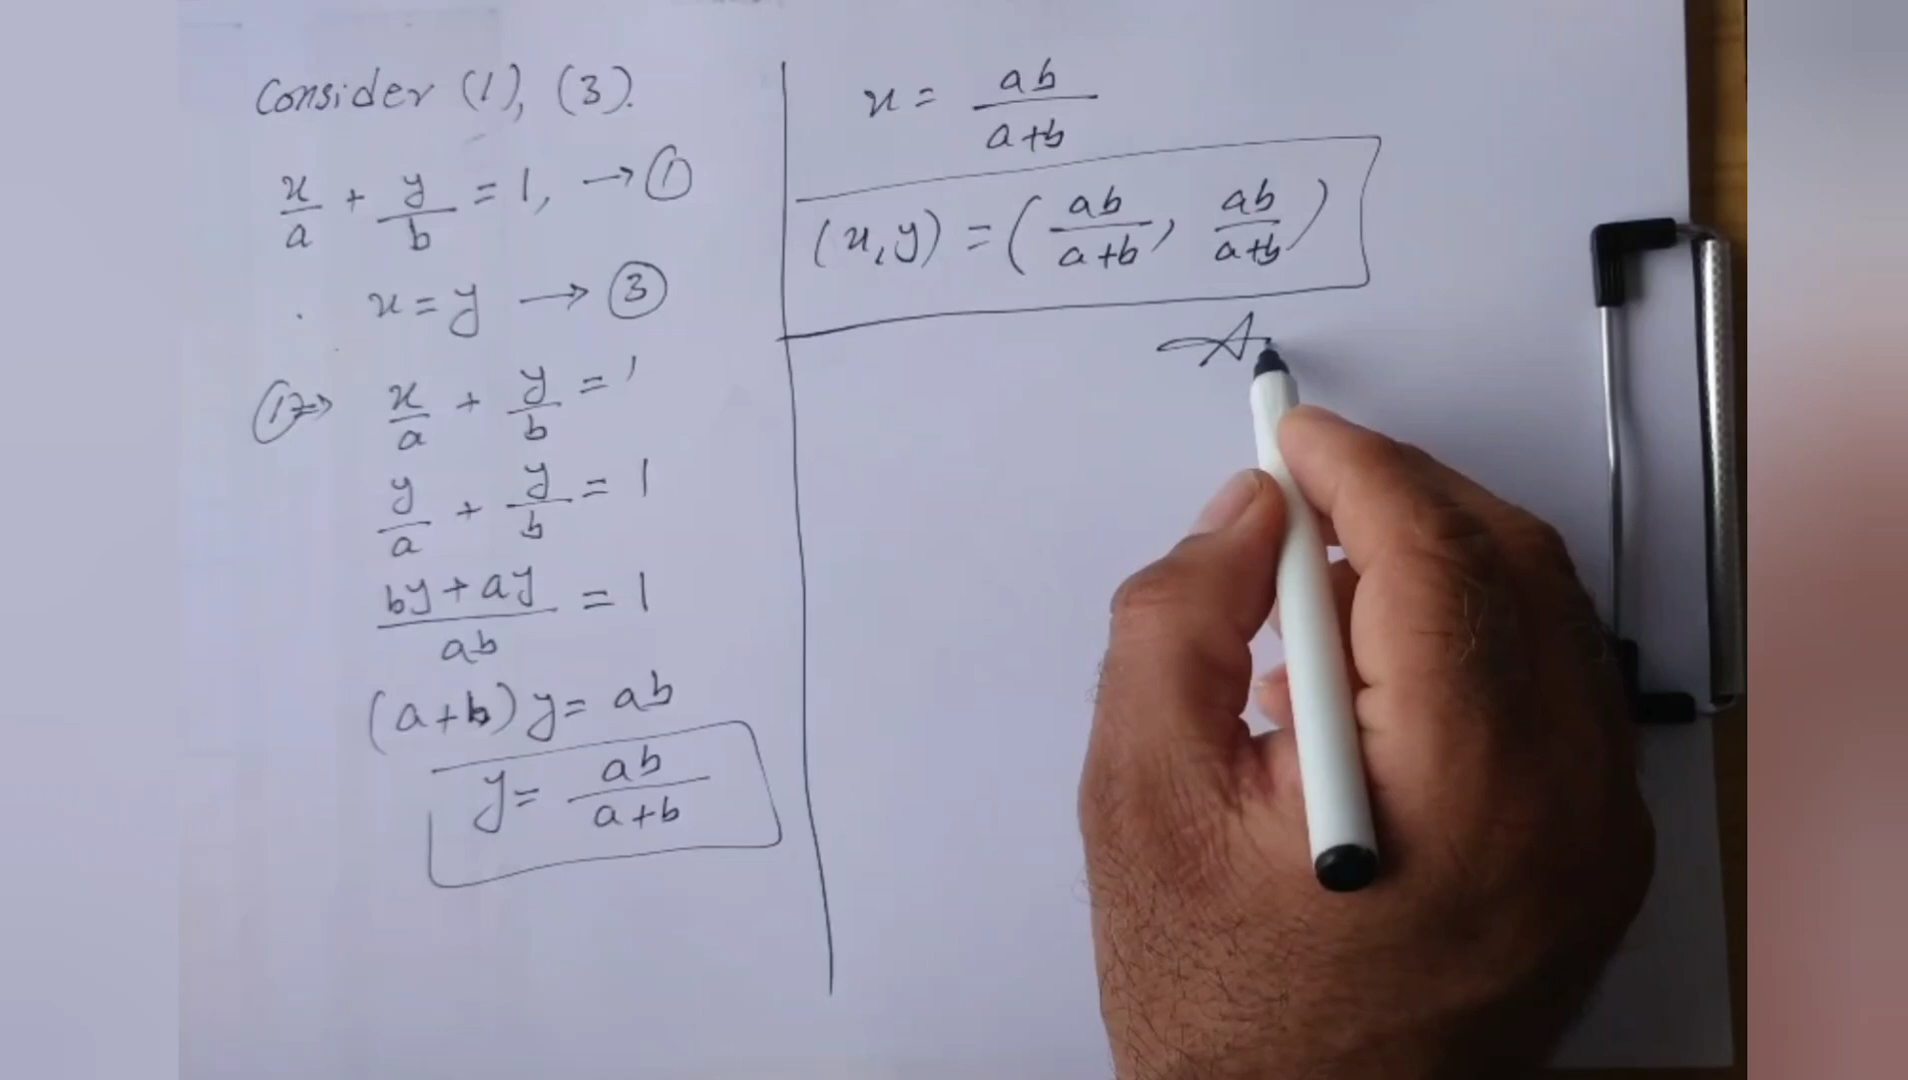 Consider (1), (3).
x/a + y/b = 1, → ①
x = y → ③
①⇒ x/a + y/b = 1
y/a + y/b = 1
(by + ay)/ab = 1
(a+b) y = ab
y = ab/(a+b)
x = ab/(a+b)
(x, y) = (ab/(a+b), ab/(a+b))
A